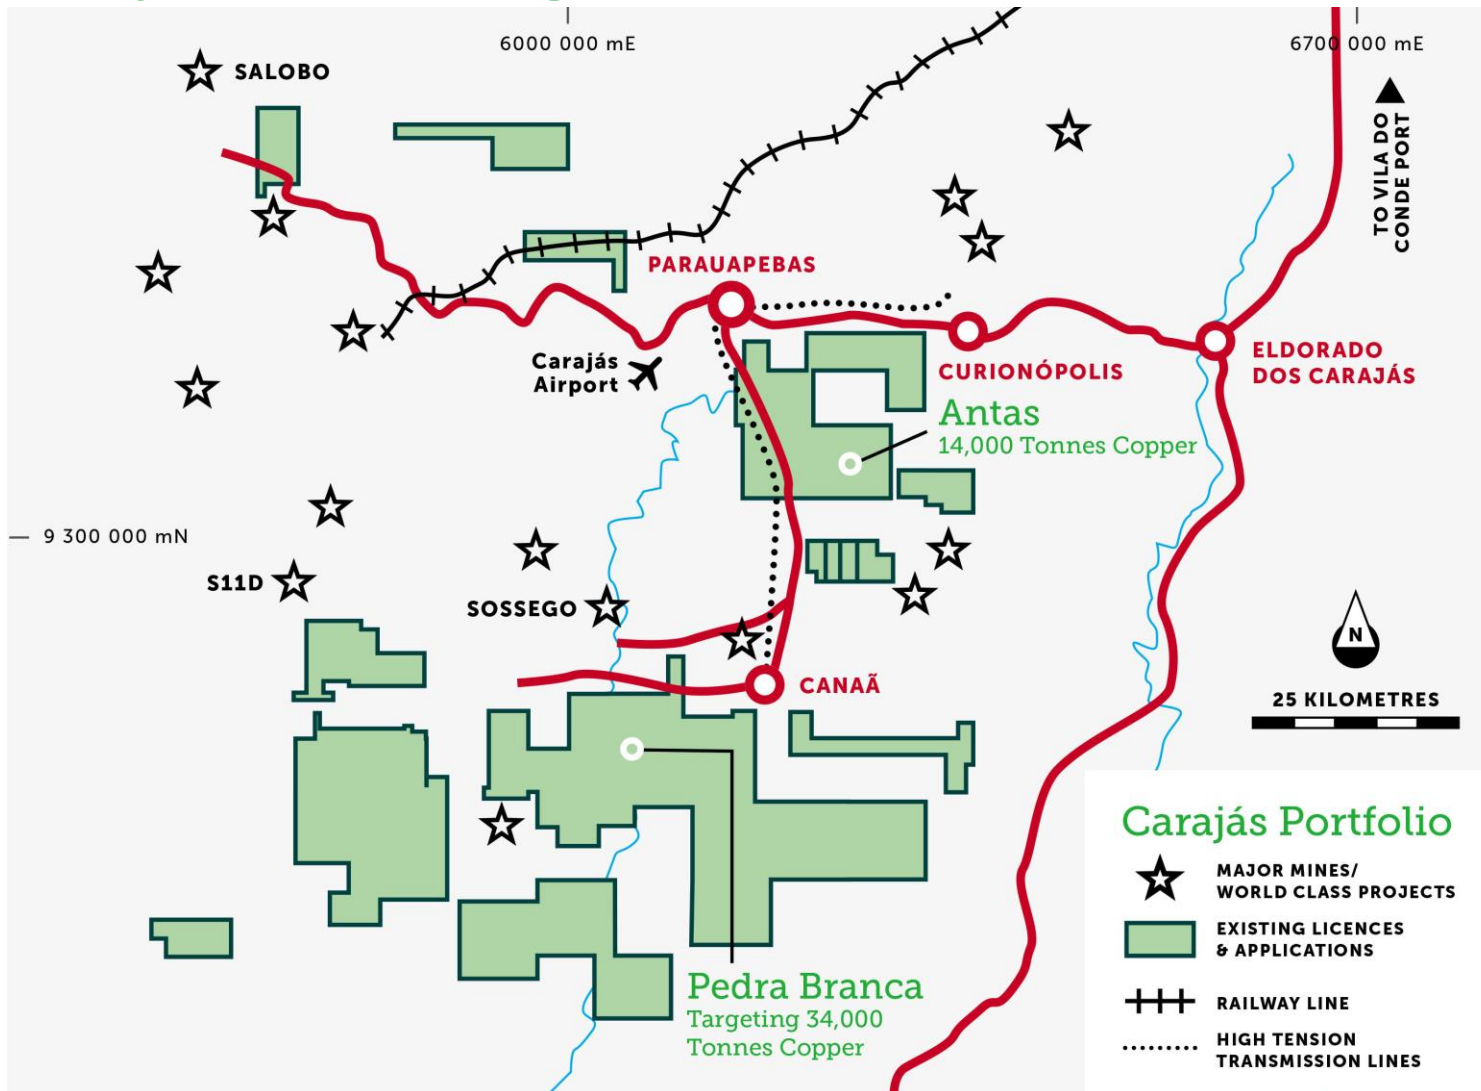 6000 000 mE
6700 000 mE
SALOBO
TO VILA DO
CONDE PORT
PARAUAPEBAS
Carajás
Airport
CURIONÓPOLIS
ELDORADO
DOS CARAJÁS
Antas
14,000 Tonnes Copper
9 300 000 mN
S11D
SOSSEGO
N
CANAÃ
25 KILOMETRES
Pedra Branca
Targeting 34,000
Tonnes Copper
Carajás Portfolio
MAJOR MINES/
WORLD CLASS PROJECTS
EXISTING LICENCES
& APPLICATIONS
RAILWAY LINE
HIGH TENSION
TRANSMISSION LINES